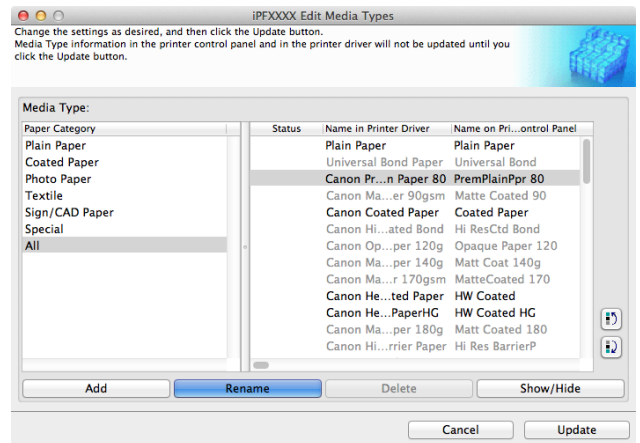 iPFXXXX Edit Media Types
Change the settings as desired, and then click the Update button.
Media Type information in the printer control panel and in the printer driver will not be updated until you
click the Update button.
Media Type:
Paper Category Status Name in Printer Driver Name on Pri...ontrol Panel
Plain Paper Plain Paper Plain Paper
Coated Paper Universal Bond Paper Universal Bond
Photo Paper Canon Pr...n Paper 80 PremPlainPpr 80
Textile Canon Ma...er 90gsm Matte Coated 90
Sign/CAD Paper Canon Coated Paper Coated Paper
Special Canon Hi...ated Bond Hi ResCtd Bond
All Canon Op...per 120g Opaque Paper 120
Canon Ma...per 140g Matt Coat 140g
Canon Ma...r 170gsm MatteCoated 170
Canon He...ted Paper HW Coated
Canon He...PaperHG HW Coated HG
Canon Ma...per 180g Matt Coated 180
Canon Hi...rrier Paper Hi Res BarrierP
Add Rename Delete Show/Hide
Cancel Update